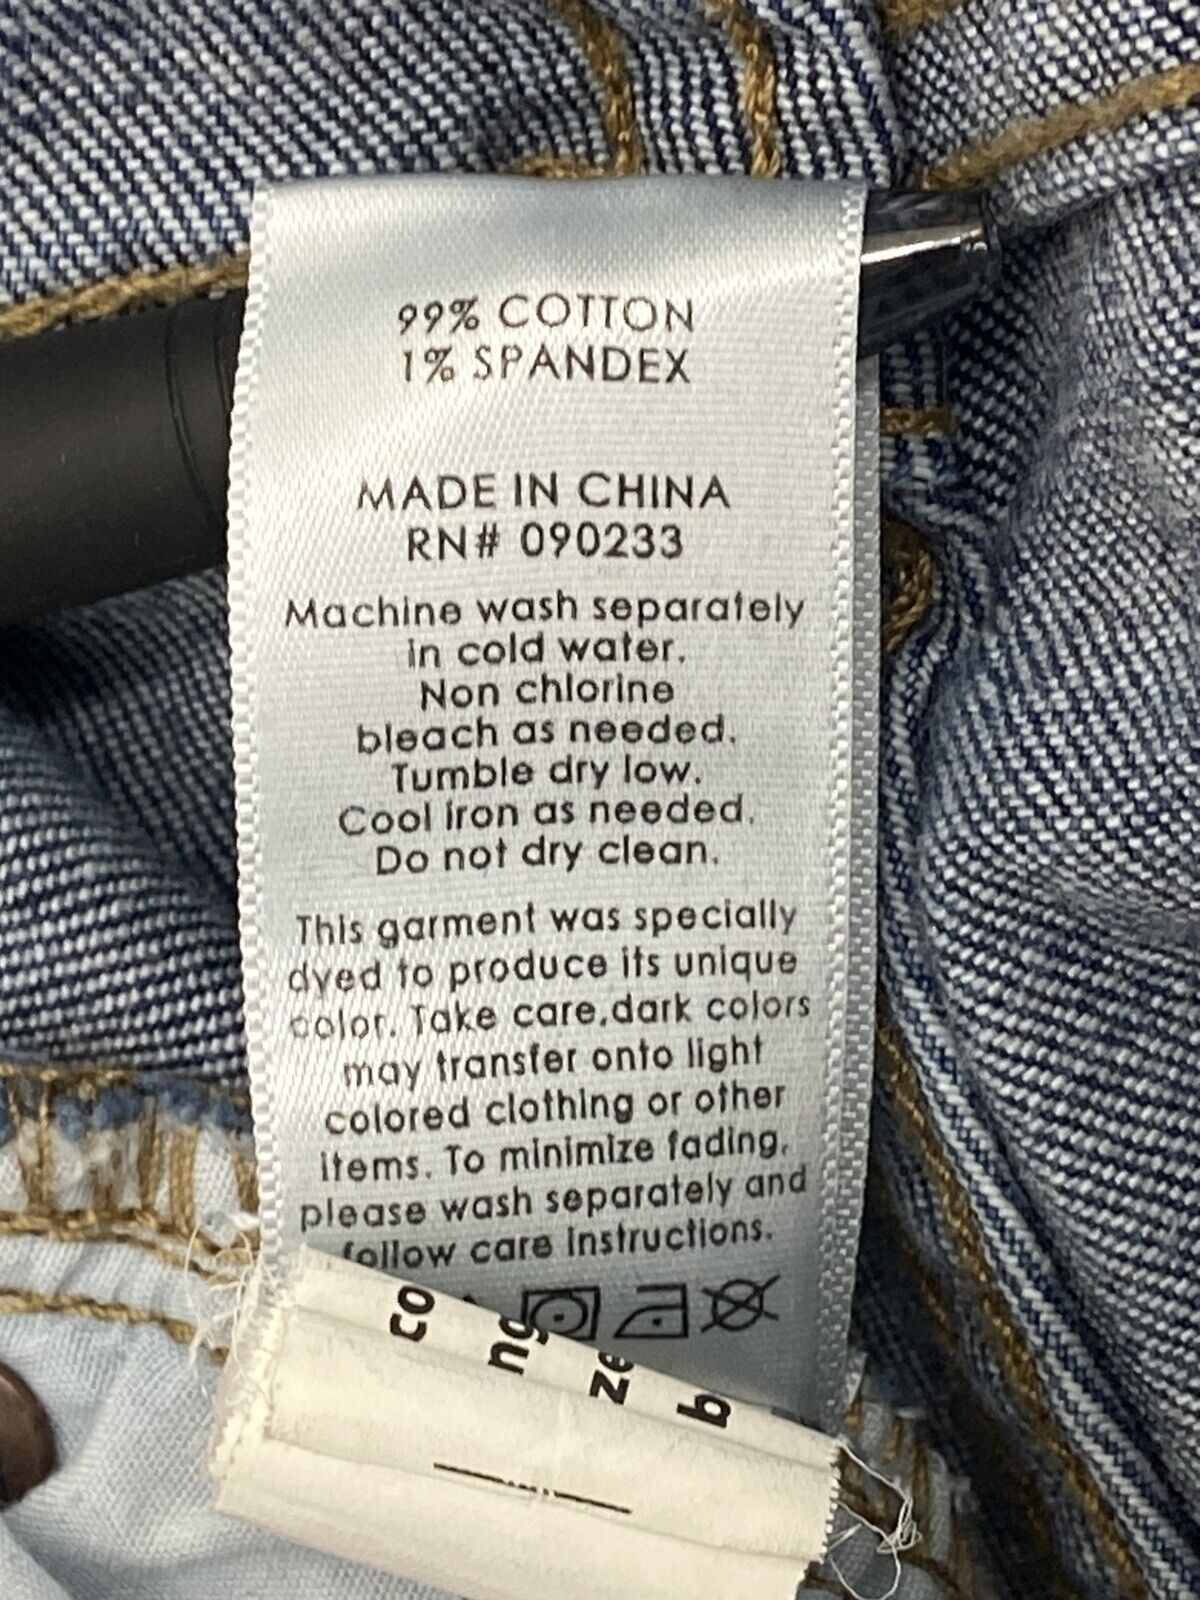 99% COTTON
1% SPANDEX
MADE IN CHINA
RN# 090233
Machine wash separately
in cold water.
Non chlorine
bleach as needed.
Tumble dry low.
Cool iron as needed.
Do not dry clean.
This garment was specially
dyed to produce its unique
color. Take care,dark colors
may transfer onto light
colored clothing or other
items. To minimize fading,
please wash separately and
follow care instructions.
co
ng
ze
b